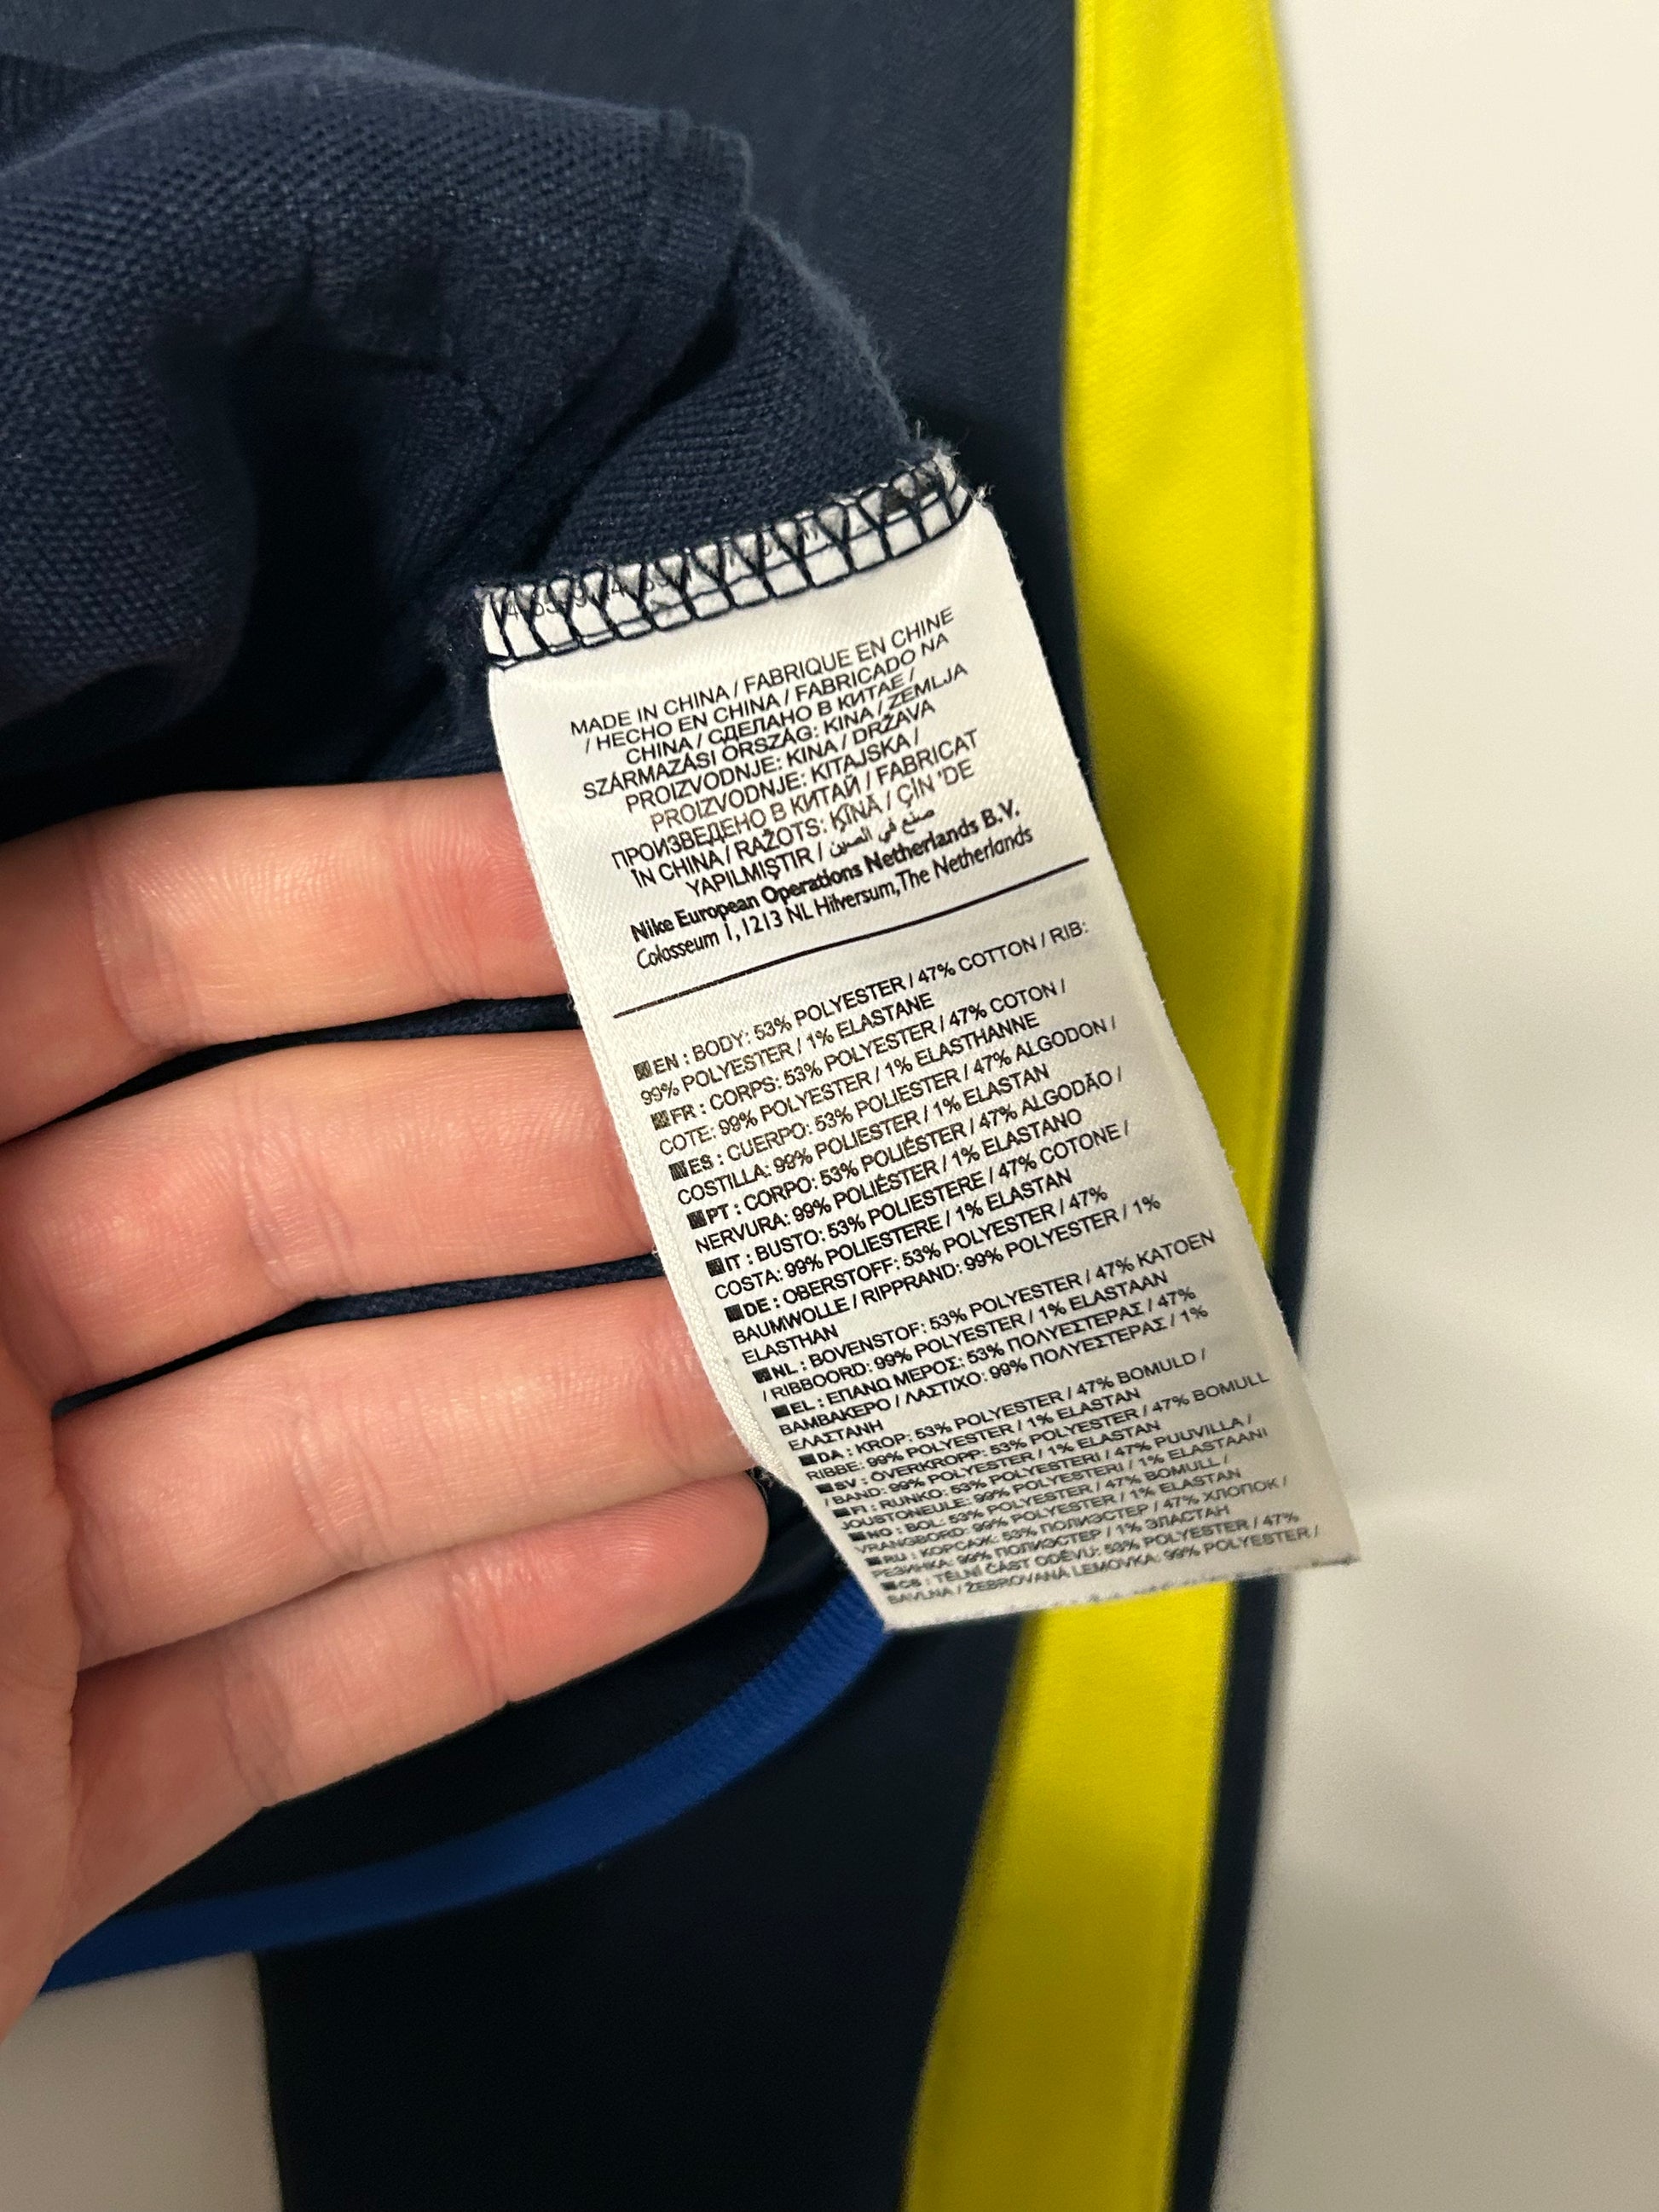 MADE IN CHINA / FABRIQUE EN CHINE
/ HECHO EN CHINA / FABRICADO NA
CHINA / СДЕЛАНО В КИТАЕ /
SZÁRMAZÁSI ORSZÁG: KINA / ZEMLJA
PROIZVODNJE: KINA / DRŽAVA
PROIZVODNJE: KITAJSKA /
ПРОИЗВЕДЕНО В КИТАЙ / FABRICAT
ÎN CHINA / RAŽOTS: ĶĪNĀ / ÇİN 'DE
YAPILMIŞTIR / صنع في الصين
Nike European Operations Netherlands B.V.
Colosseum 1, 1213 NL Hilversum, The Netherlands
EN : BODY: 53% POLYESTER / 47% COTTON / RIB:
99% POLYESTER / 1% ELASTANE
FR : CORPS: 53% POLYESTER / 47% COTON /
COTE: 99% POLYESTER / 1% ELASTHANNE
ES : CUERPO: 53% POLIESTER / 47% ALGODON /
COSTILLA: 99% POLIESTER / 1% ELASTAN
PT : CORPO: 53% POLIÉSTER / 47% ALGODÃO /
NERVURA: 99% POLIÉSTER / 1% ELASTANO
IT : BUSTO: 53% POLIESTERE / 47% COTONE /
COSTA: 99% POLIESTERE / 1% ELASTAN
DE : OBERSTOFF: 53% POLYESTER / 47%
BAUMWOLLE / RIPPRAND: 99% POLYESTER / 1%
ELASTHAN
NL : BOVENSTOF: 53% POLYESTER / 47% KATOEN
/ RIBBOORD: 99% POLYESTER / 1% ELASTAAN
EL : ΕΠΑΝΩ ΜΕΡΟΣ: 53% ΠΟΛΥΕΣΤΕΡΑΣ / 47%
ΒΑΜΒΑΚΕΡΟ / ΛΑΣΤΙΧΟ: 99% ΠΟΛΥΕΣΤΕΡΑΣ / 1%
ΕΛΑΣΤΑΝΗ
DA : KROP: 53% POLYESTER / 47% BOMULD /
RIBBE: 99% POLYESTER / 1% ELASTAN
SV : ÖVERKROPP: 53% POLYESTER / 47% BOMULL
/ BAND: 99% POLYESTER / 1% ELASTAN
FI : RUNKO: 53% POLYESTERI / 47% PUUVILLA /
JOUSTONEULE: 99% POLYESTERI / 1% ELASTAANI
NO : BOL: 53% POLYESTER / 47% BOMULL /
VRANGBORD: 99% POLYESTER / 1% ELASTAN
RU : КОРСАЖ: 53% ПОЛИЭСТЕР / 47% ХЛОПОК /
РЕЗИНКА: 99% ПОЛИЭСТЕР / 1% ЭЛАСТАН
CS : TĚLNÍ ČÁST ODĚVU: 53% POLYESTER / 47%
BAVLNA / ŽEBROVANÁ LEMOVKA: 99% POLYESTER /